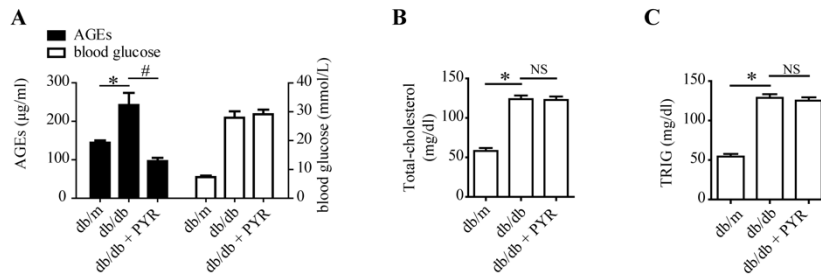 A
AGEs
blood glucose
AGEs (µg/ml)
300
200
100
0
*
#
40
30
20
10
0
blood glucose (mmol/L)
db/m
db/db
db/db + PYR
db/m
db/db
db/db + PYR
B
Total-cholesterol
(mg/dl)
150
100
50
0
*
NS
db/m
db/db
db/db + PYR
C
TRIG
(mg/dl)
150
100
50
0
*
NS
db/m
db/db
db/db + PYR